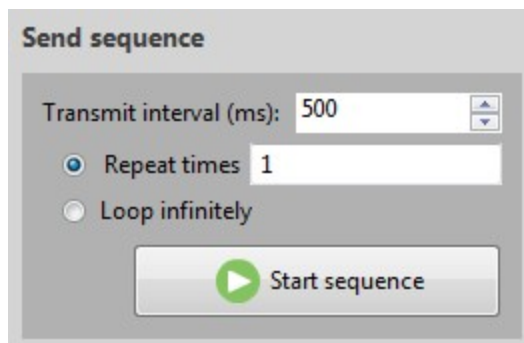 Send sequence
Transmit interval (ms): 500
Repeat times 1
Loop infinitely
Start sequence